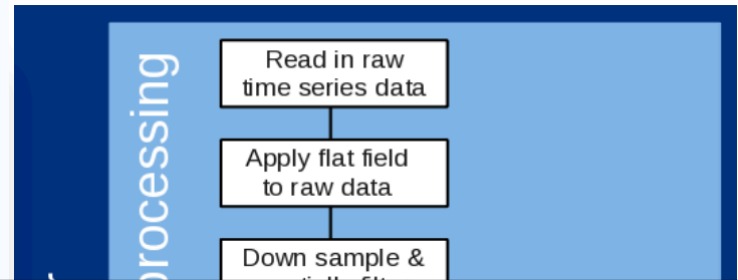 processing
Read in raw
time series data
Apply flat field
to raw data
Down sample &